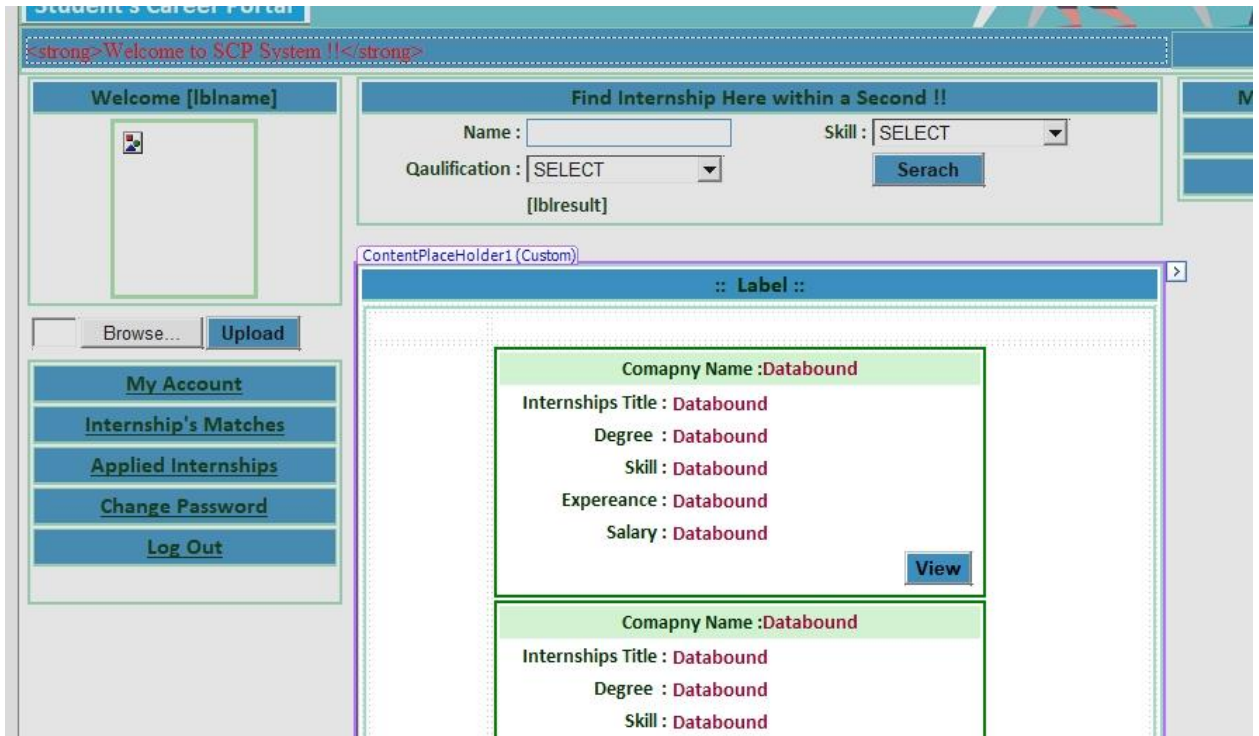 Student's Career Portal
<strong>Welcome to SCP System !!</strong>
Welcome [lblname]
Find Internship Here within a Second !!
M
Name :
Skill : SELECT
Qaulification : SELECT
Serach
[lblresult]
ContentPlaceHolder1 (Custom)
:: Label ::
Browse... Upload
My Account
Internship's Matches
Applied Internships
Change Password
Log Out
Comapny Name :Databound
Internships Title : Databound
Degree : Databound
Skill : Databound
Expereance : Databound
Salary : Databound
View
Comapny Name :Databound
Internships Title : Databound
Degree : Databound
Skill : Databound